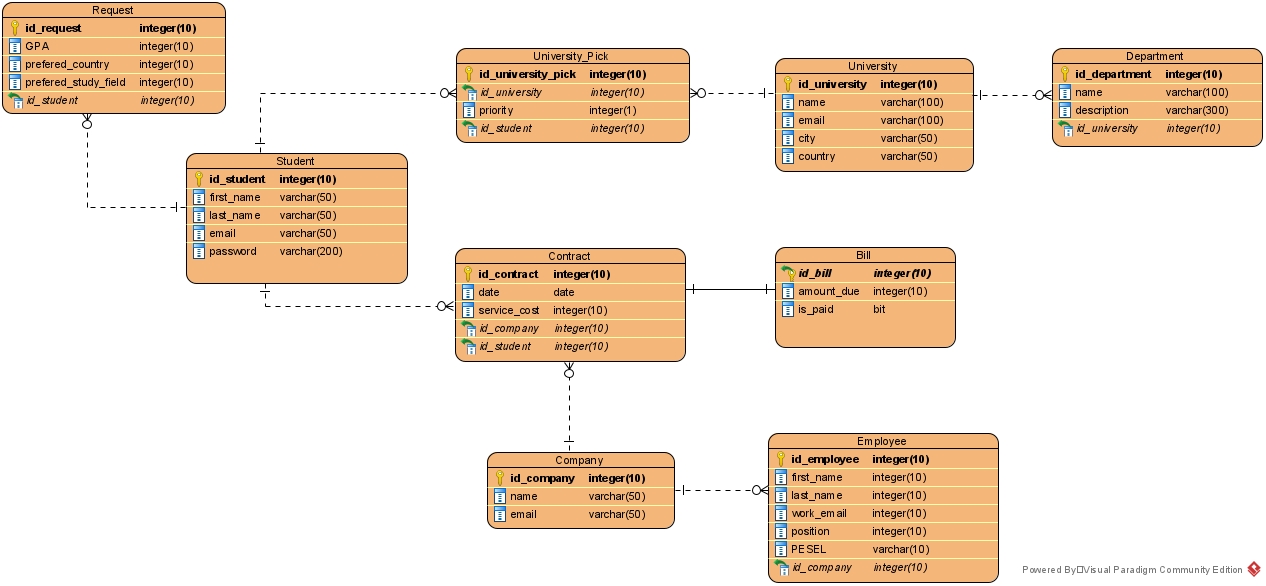 Request
id_request integer(10)
GPA integer(10)
prefered_country integer(10)
prefered_study_field integer(10)
id_student integer(10)
University_Pick
id_university_pick integer(10)
id_university integer(10)
priority integer(1)
id_student integer(10)
University
id_university integer(10)
name varchar(100)
email varchar(100)
city varchar(50)
country varchar(50)
Department
id_department integer(10)
name varchar(100)
description varchar(300)
id_university integer(10)
Student
id_student integer(10)
first_name varchar(50)
last_name varchar(50)
email varchar(50)
password varchar(200)
Contract
id_contract integer(10)
date date
service_cost integer(10)
id_company integer(10)
id_student integer(10)
Bill
id_bill integer(10)
amount_due integer(10)
is_paid bit
Company
id_company integer(10)
name varchar(50)
email varchar(50)
Employee
id_employee integer(10)
first_name integer(10)
last_name integer(10)
work_email integer(10)
position integer(10)
PESEL varchar(10)
id_company integer(10)
Powered By Visual Paradigm Community Edition